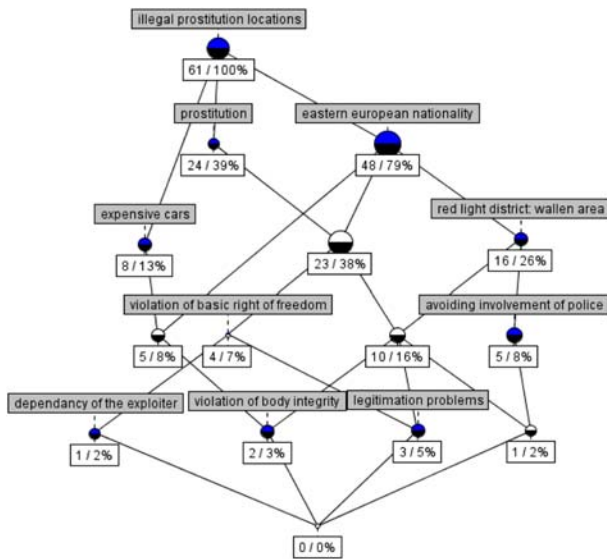 illegal prostitution locations
61 / 100%
prostitution
eastern european nationality
24 / 39%
48 / 79%
expensive cars
red light district: wallen area
8 / 13%
23 / 38%
16 / 26%
violation of basic right of freedom
avoiding involvement of police
5 / 8%
4 / 7%
10 / 16%
5 / 8%
dependancy of the exploiter
violation of body integrity
legitimation problems
1 / 2%
2 / 3%
3 / 5%
1 / 2%
0 / 0%